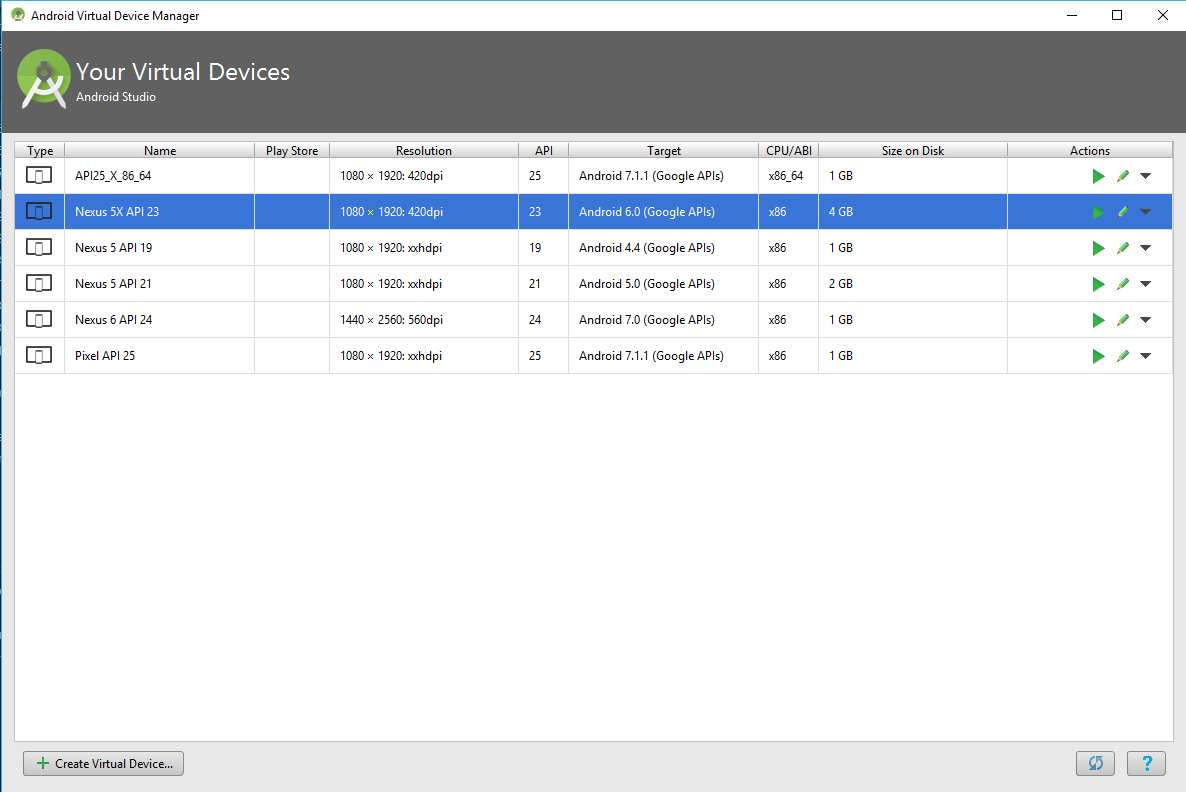 Android Virtual Device Manager
Your Virtual Devices
Android Studio
Type Name Play Store Resolution API Target CPU/ABI Size on Disk Actions
API25_X_86_64 1080 × 1920: 420dpi 25 Android 7.1.1 (Google APIs) x86_64 1 GB
Nexus 5X API 23 1080 × 1920: 420dpi 23 Android 6.0 (Google APIs) x86 4 GB
Nexus 5 API 19 1080 × 1920: xxhdpi 19 Android 4.4 (Google APIs) x86 1 GB
Nexus 5 API 21 1080 × 1920: xxhdpi 21 Android 5.0 (Google APIs) x86 2 GB
Nexus 6 API 24 1440 × 2560: 560dpi 24 Android 7.0 (Google APIs) x86 1 GB
Pixel API 25 1080 × 1920: xxhdpi 25 Android 7.1.1 (Google APIs) x86 1 GB
+ Create Virtual Device... ?